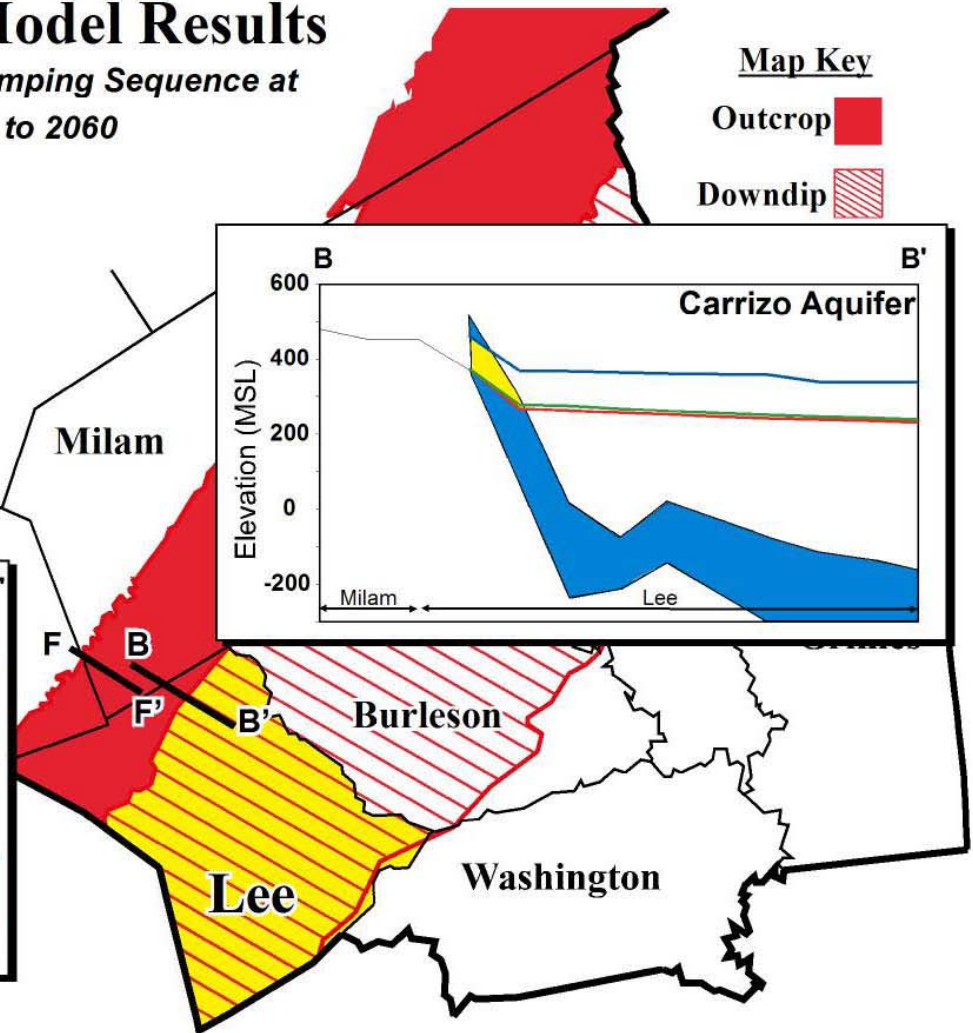 Model Results
mping Sequence at
to 2060
Map Key
Outcrop
Downdip
B
B'
Carrizo Aquifer
Elevation (MSL)
600
400
200
0
-200
Milam
Lee
Milam
F
B
F’
B’
Burleson
Lee
Washington